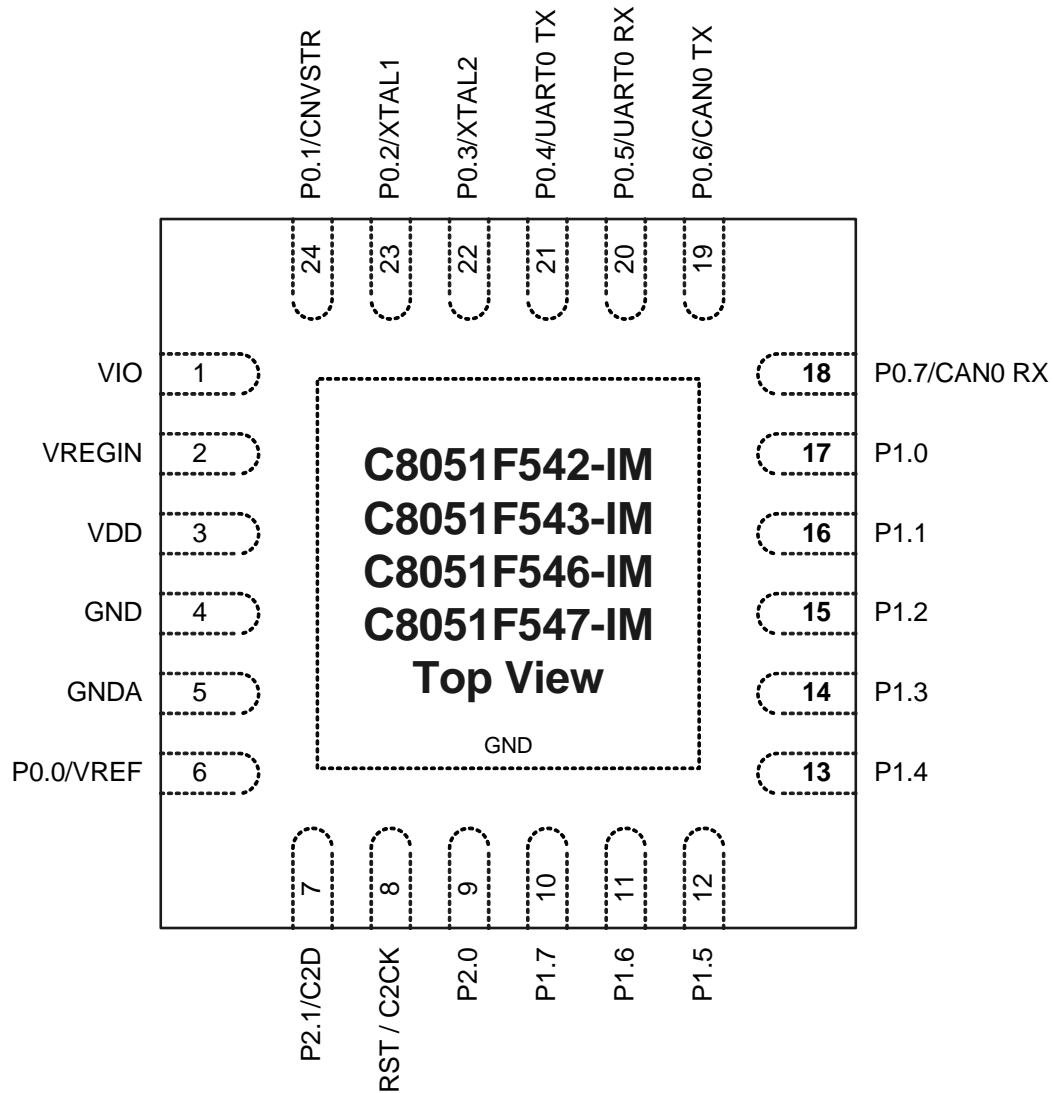 P0.1/CNVSTR
P0.2/XTAL1
P0.3/XTAL2
P0.4/UART0 TX
P0.5/UART0 RX
P0.6/CAN0 TX
24
23
22
21
20
19
VIO 1
VREGIN 2
VDD 3
GND 4
GNDA 5
P0.0/VREF 6
C8051F542-IM
C8051F543-IM
C8051F546-IM
C8051F547-IM
Top View
GND
18 P0.7/CAN0 RX
17 P1.0
16 P1.1
15 P1.2
14 P1.3
13 P1.4
7
8
9
10
11
12
P2.1/C2D
RST / C2CK
P2.0
P1.7
P1.6
P1.5